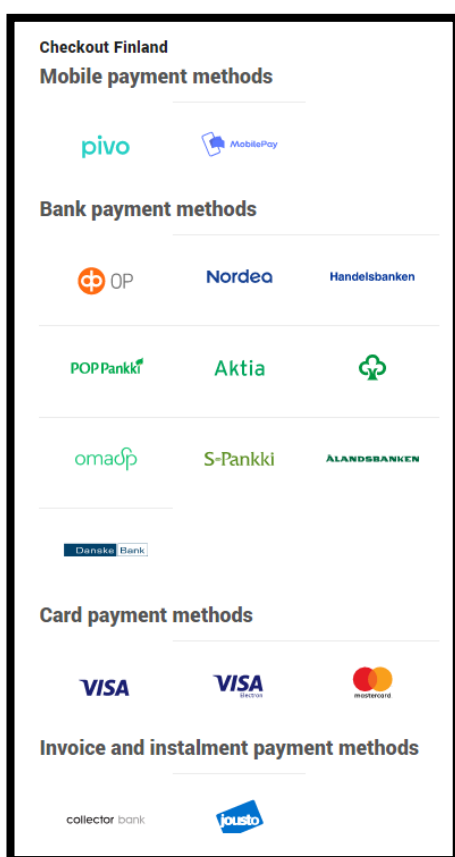 Checkout Finland
Mobile payment methods
pivo MobilePay
Bank payment methods
OP Nordea Handelsbanken
POP Pankki Aktia
omasp S-Pankki ÅLANDSBANKEN
Danske Bank
Card payment methods
VISA VISA Electron mastercard
Invoice and instalment payment methods
collector bank jousto